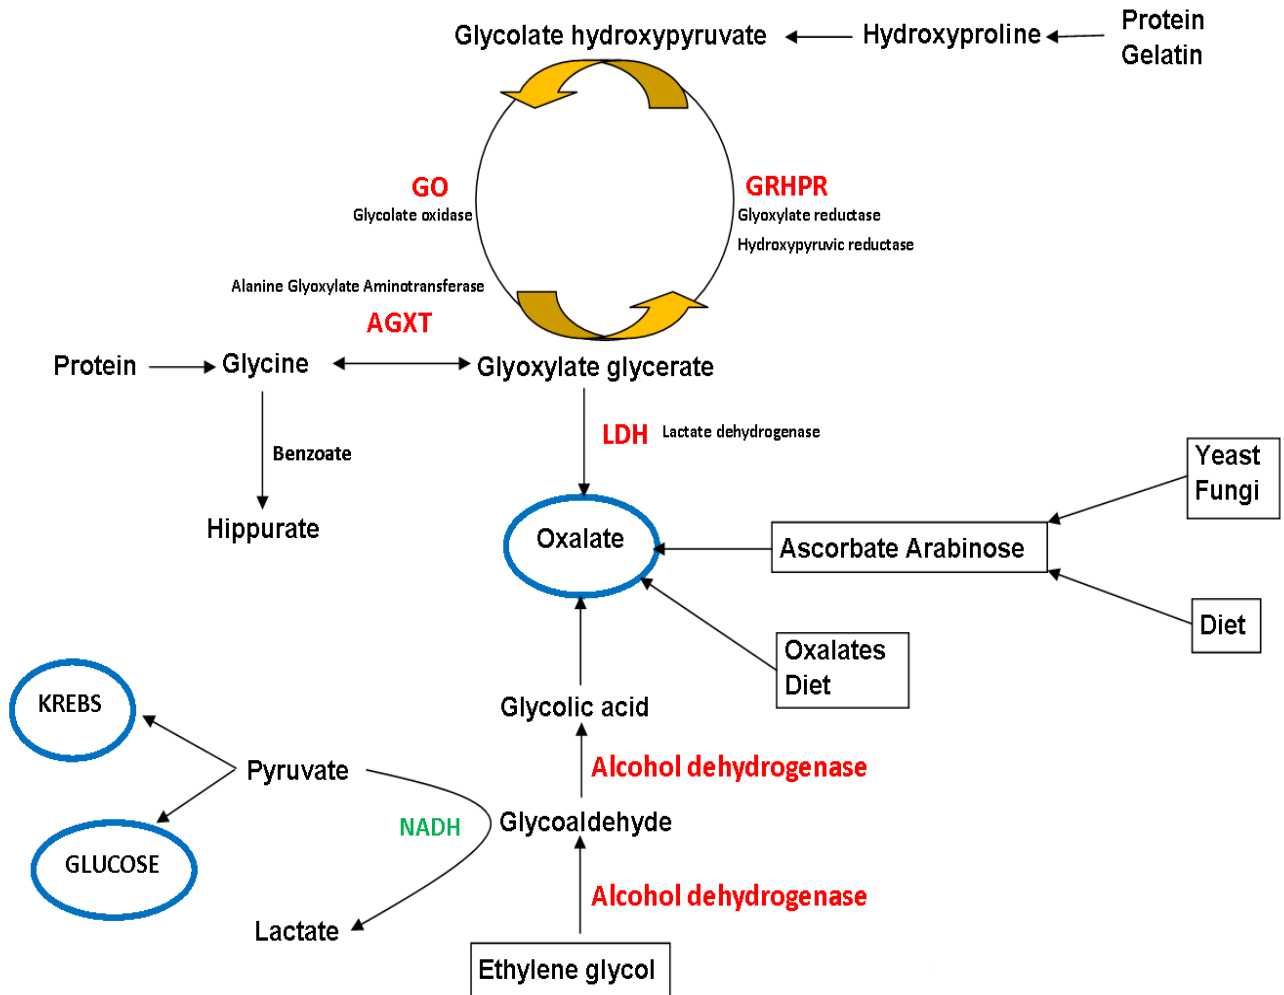 Glycolate hydroxypyruvate
Hydroxyproline
Protein
Gelatin
GO
Glycolate oxidase
GRHPR
Glyoxylate reductase
Hydroxypyruvic reductase
Alanine Glyoxylate Aminotransferase
AGXT
Protein
Glycine
Glyoxylate glycerate
LDH
Lactate dehydrogenase
Benzoate
Hippurate
Yeast
Fungi
Oxalate
Ascorbate Arabinose
Diet
Oxalates
Diet
KREBS
Glycolic acid
Pyruvate
Alcohol dehydrogenase
NADH
Glycoaldehyde
GLUCOSE
Alcohol dehydrogenase
Lactate
Ethylene glycol